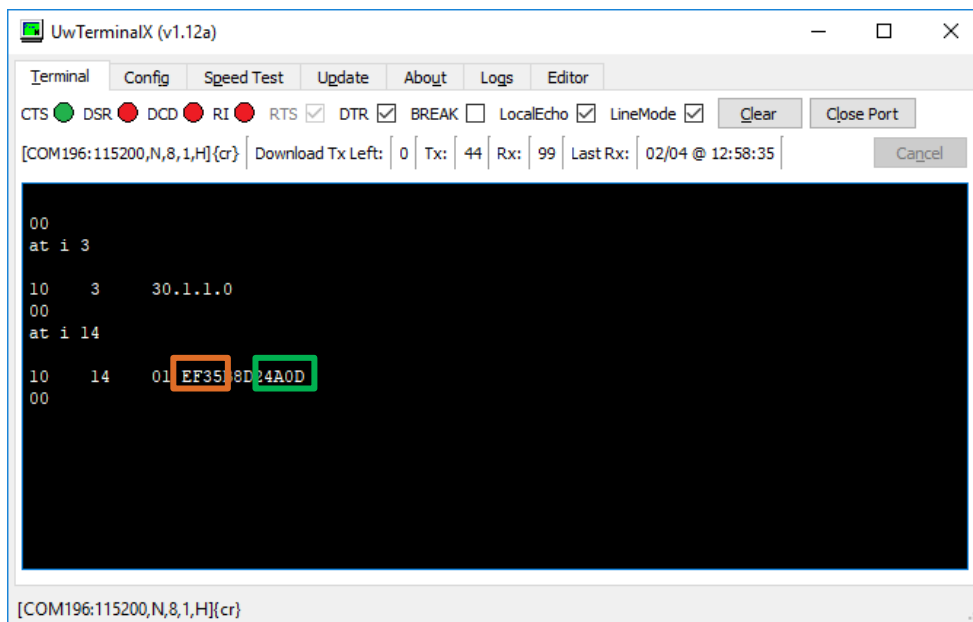 UwTerminalX (v1.12a)
Terminal Config Speed Test Update About Logs Editor
CTS DSR DCD RI RTS DTR BREAK LocalEcho LineMode Clear Close Port
[COM196:115200,N,8,1,H]{cr} Download Tx Left: 0 Tx: 44 Rx: 99 Last Rx: 02/04 @ 12:58:35 Cancel
00
at i 3
10 3 30.1.1.0
00
at i 14
10 14 01 EF35B8D24A0D
00
[COM196:115200,N,8,1,H]{cr}